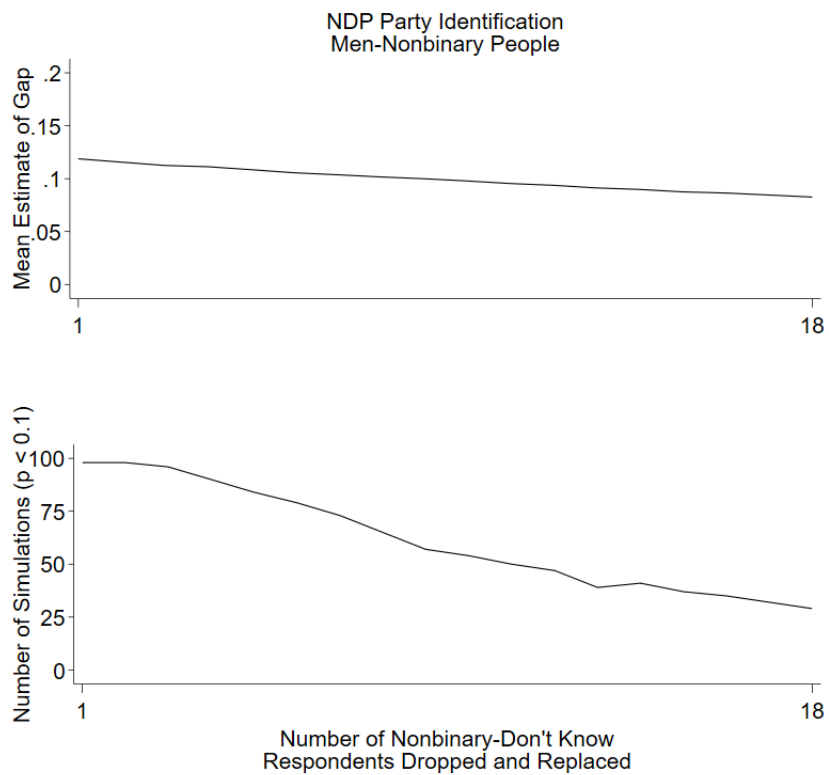 NDP Party Identification
Men-Nonbinary People
Mean Estimate of Gap
.2
.15
.1
.05
0
1
18
Number of Simulations (p < 0.1)
100
75
50
25
0
1
18
Number of Nonbinary-Don't Know
Respondents Dropped and Replaced